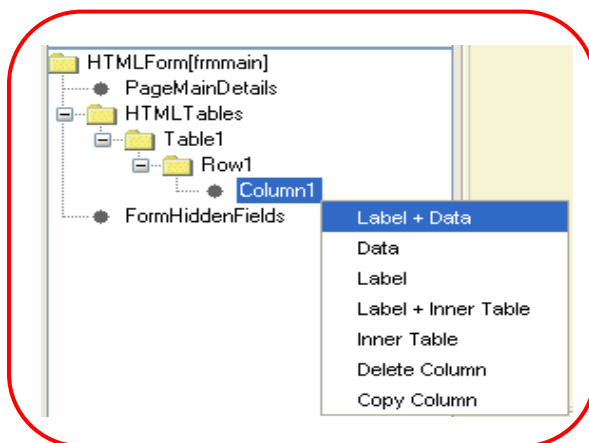 HTMLForm[frmmain]
PageMainDetails
HTMLTables
Table1
Row1
Column1
FormHiddenFields
Label + Data
Data
Label
Label + Inner Table
Inner Table
Delete Column
Copy Column